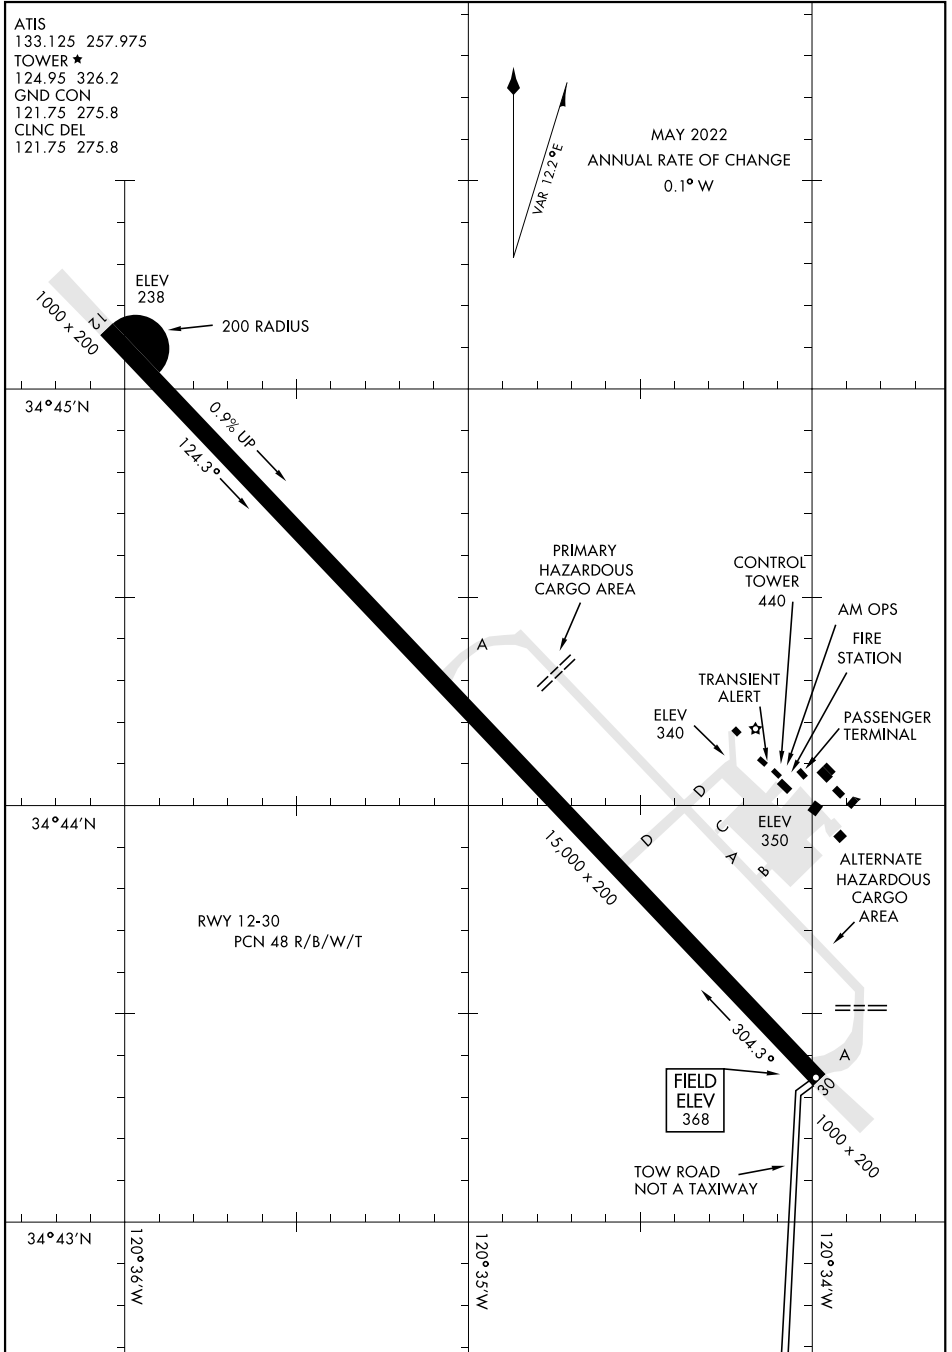 ATIS
133.125 257.975
TOWER ★
124.95 326.2
GND CON
121.75 275.8
CLNC DEL
121.75 275.8
VAR 12.2°E
MAY 2022
ANNUAL RATE OF CHANGE
0.1° W
ELEV
238
200 RADIUS
1000 x 200
12
34°45'N
0.9% UP
124.3°
PRIMARY
HAZARDOUS
CARGO AREA
CONTROL
TOWER
440
AM OPS
FIRE
STATION
TRANSIENT
ALERT
PASSENGER
TERMINAL
ELEV
340
A
D
D
C
A
B
ELEV
350
34°44'N
15,000 x 200
ALTERNATE
HAZARDOUS
CARGO
AREA
RWY 12-30
PCN 48 R/B/W/T
304.3°
A
FIELD
ELEV
368
30
1000 x 200
TOW ROAD
NOT A TAXIWAY
34°43'N
120°36'W
120°35'W
120°34'W